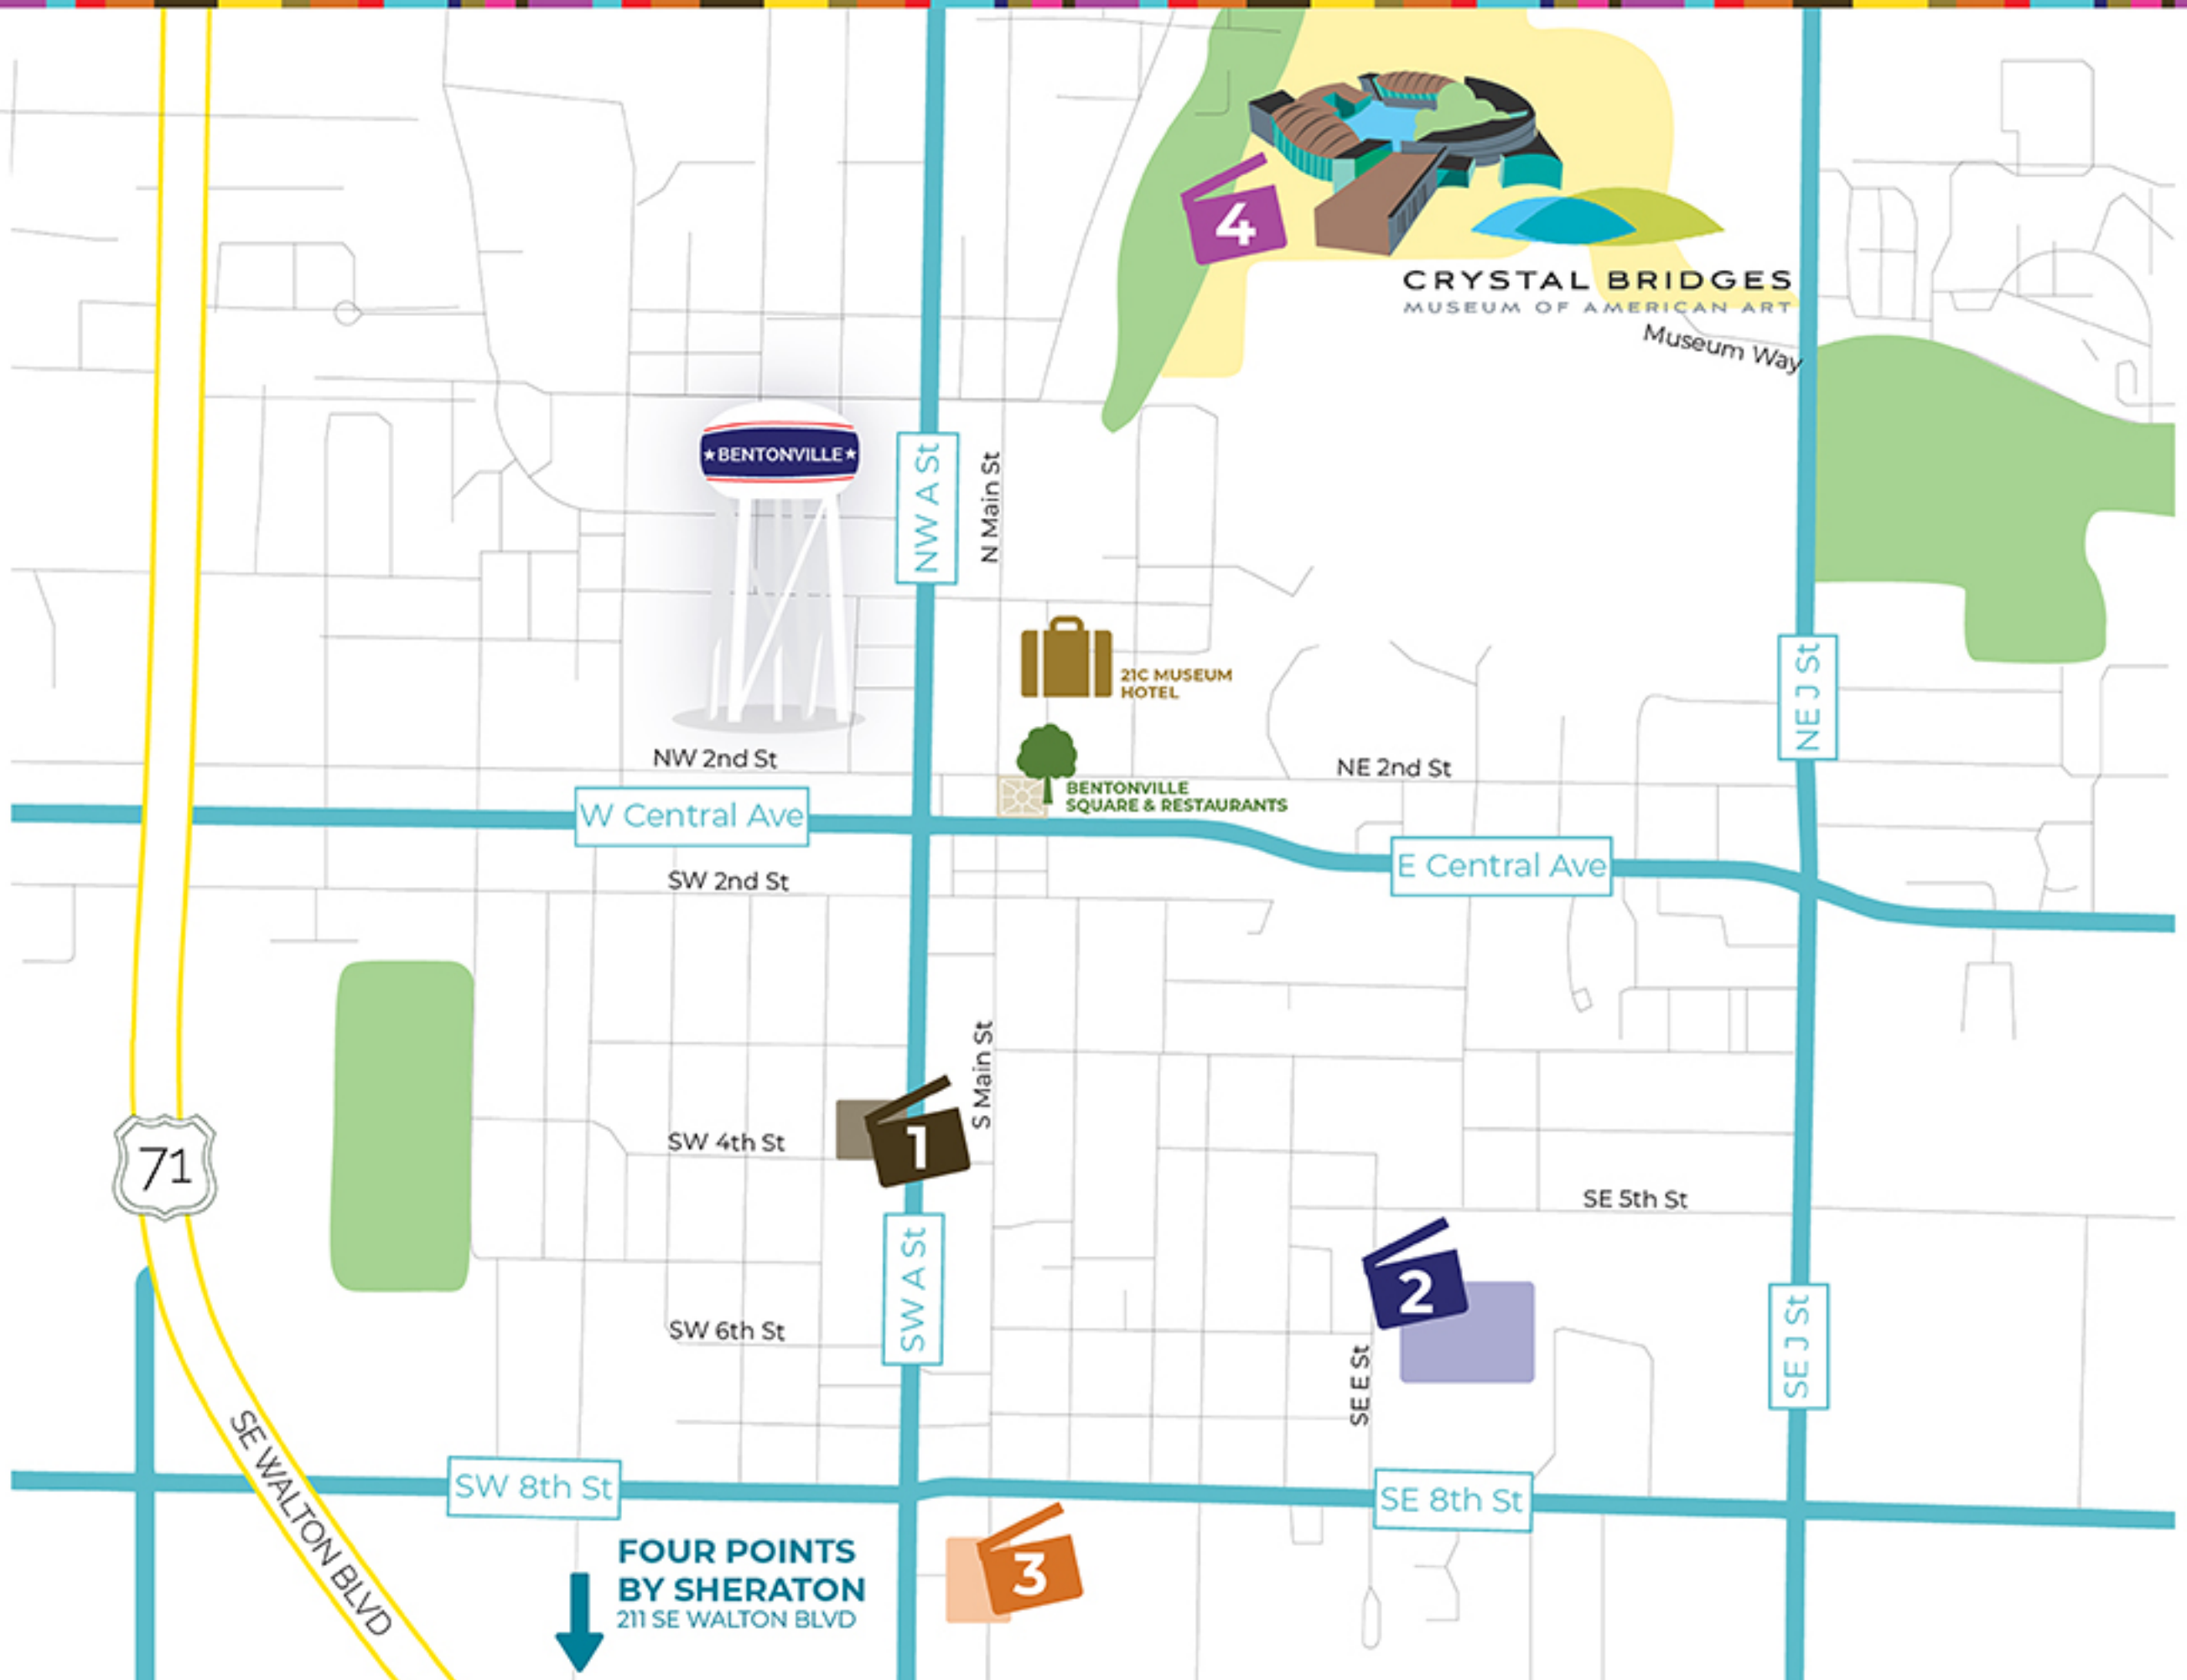 4
CRYSTAL BRIDGES
MUSEUM OF AMERICAN ART
Museum Way
★BENTONVILLE★
NW A St
N Main St
21C MUSEUM
HOTEL
NE J St
NW 2nd St
NE 2nd St
BENTONVILLE
SQUARE & RESTAURANTS
W Central Ave
E Central Ave
SW 2nd St
S Main St
1
SW 4th St
71
SE 5th St
2
SW A St
SW 6th St
SE E St
SE J St
SE WALTON BLVD
SW 8th St
SE 8th St
FOUR POINTS
BY SHERATON
211 SE WALTON BLVD
3